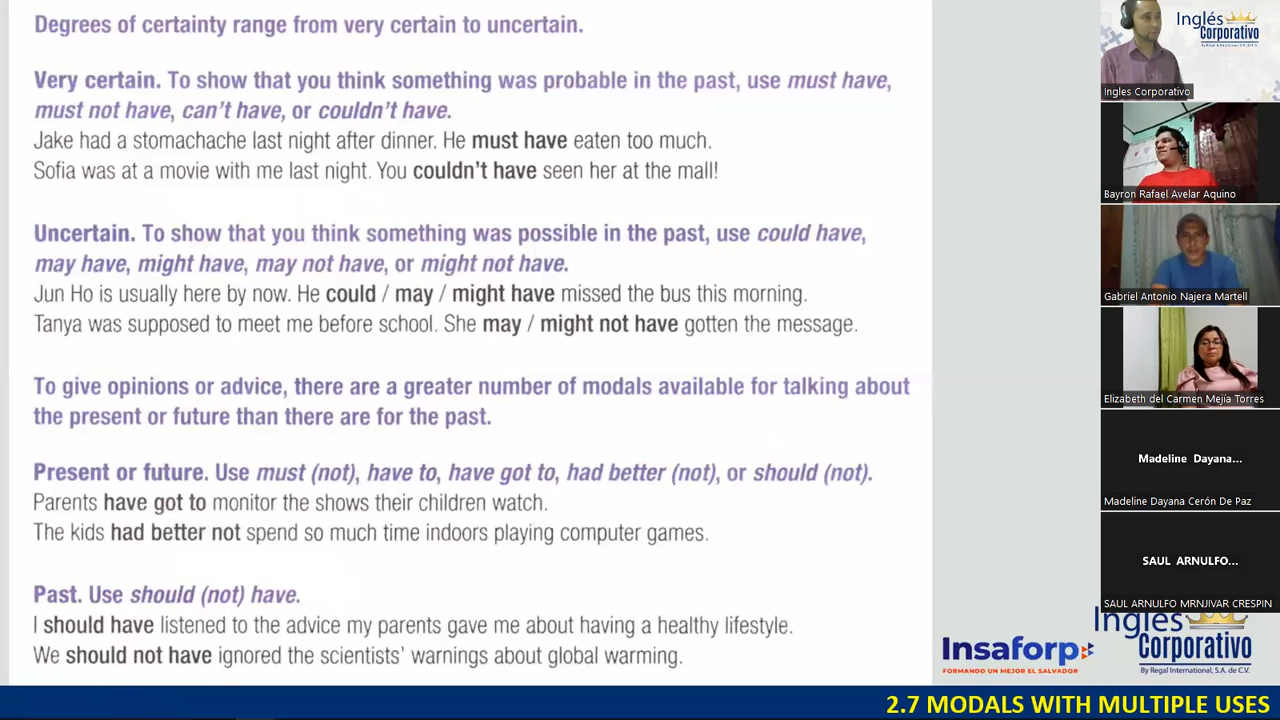 Degrees of certainty range from very certain to uncertain.
Very certain. To show that you think something was probable in the past, use must have,
must not have, can't have, or couldn't have.
Jake had a stomachache last night after dinner. He must have eaten too much.
Sofia was at a movie with me last night. You couldn't have seen her at the mall!
Uncertain. To show that you think something was possible in the past, use could have,
may have, might have, may not have, or might not have.
Jun Ho is usually here by now. He could / may / might have missed the bus this morning.
Tanya was supposed to meet me before school. She may / might not have gotten the message.
To give opinions or advice, there are a greater number of modals available for talking about
the present or future than there are for the past.
Present or future. Use must (not), have to, have got to, had better (not), or should (not).
Parents have got to monitor the shows their children watch.
The kids had better not spend so much time indoors playing computer games.
Past. Use should (not) have.
I should have listened to the advice my parents gave me about having a healthy lifestyle.
We should not have ignored the scientists' warnings about global warming.
Inglés
Corporativo
By Regal International, S.A. de C.V.
Ingles Corporativo
Bayron Rafael Avelar Aquino
Gabriel Antonio Najera Martell
Elizabeth del Carmen Mejía Torres
Madeline Dayana...
Madeline Dayana Cerón De Paz
SAUL ARNULFO...
SAUL ARNULFO MRNJIVAR CRESPIN
Insaforp
FORMANDO UN MEJOR EL SALVADOR
Inglés
Corporativo
By Regal International, S.A. de C.V.
2.7 MODALS WITH MULTIPLE USES